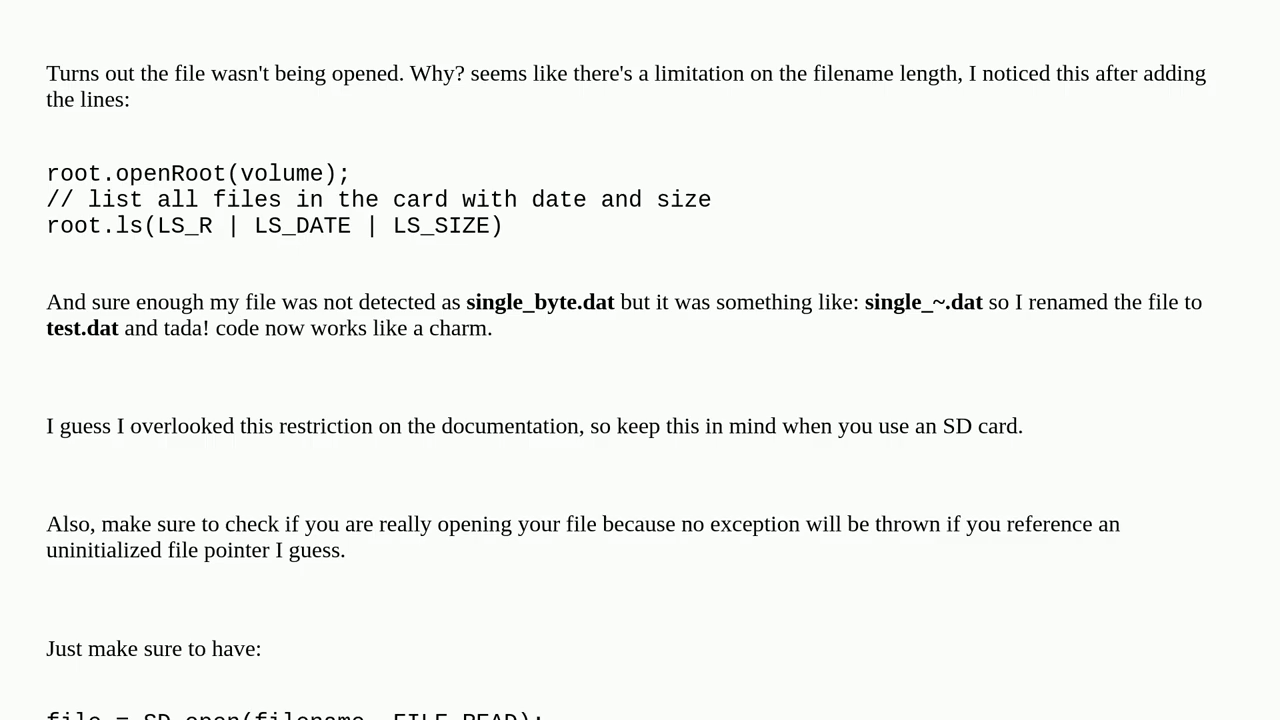 Turns out the file wasn't being opened. Why? seems like there's a limitation on the filename length, I noticed this after adding
the lines:
root.openRoot(volume);
// list all files in the card with date and size
root.ls(LS_R | LS_DATE | LS_SIZE)
And sure enough my file was not detected as single_byte.dat but it was something like: single_~.dat so I renamed the file to
test.dat and tada! code now works like a charm.
I guess I overlooked this restriction on the documentation, so keep this in mind when you use an SD card.
Also, make sure to check if you are really opening your file because no exception will be thrown if you reference an
uninitialized file pointer I guess.
Just make sure to have:
file = SD.open(filename, FILE_READ);